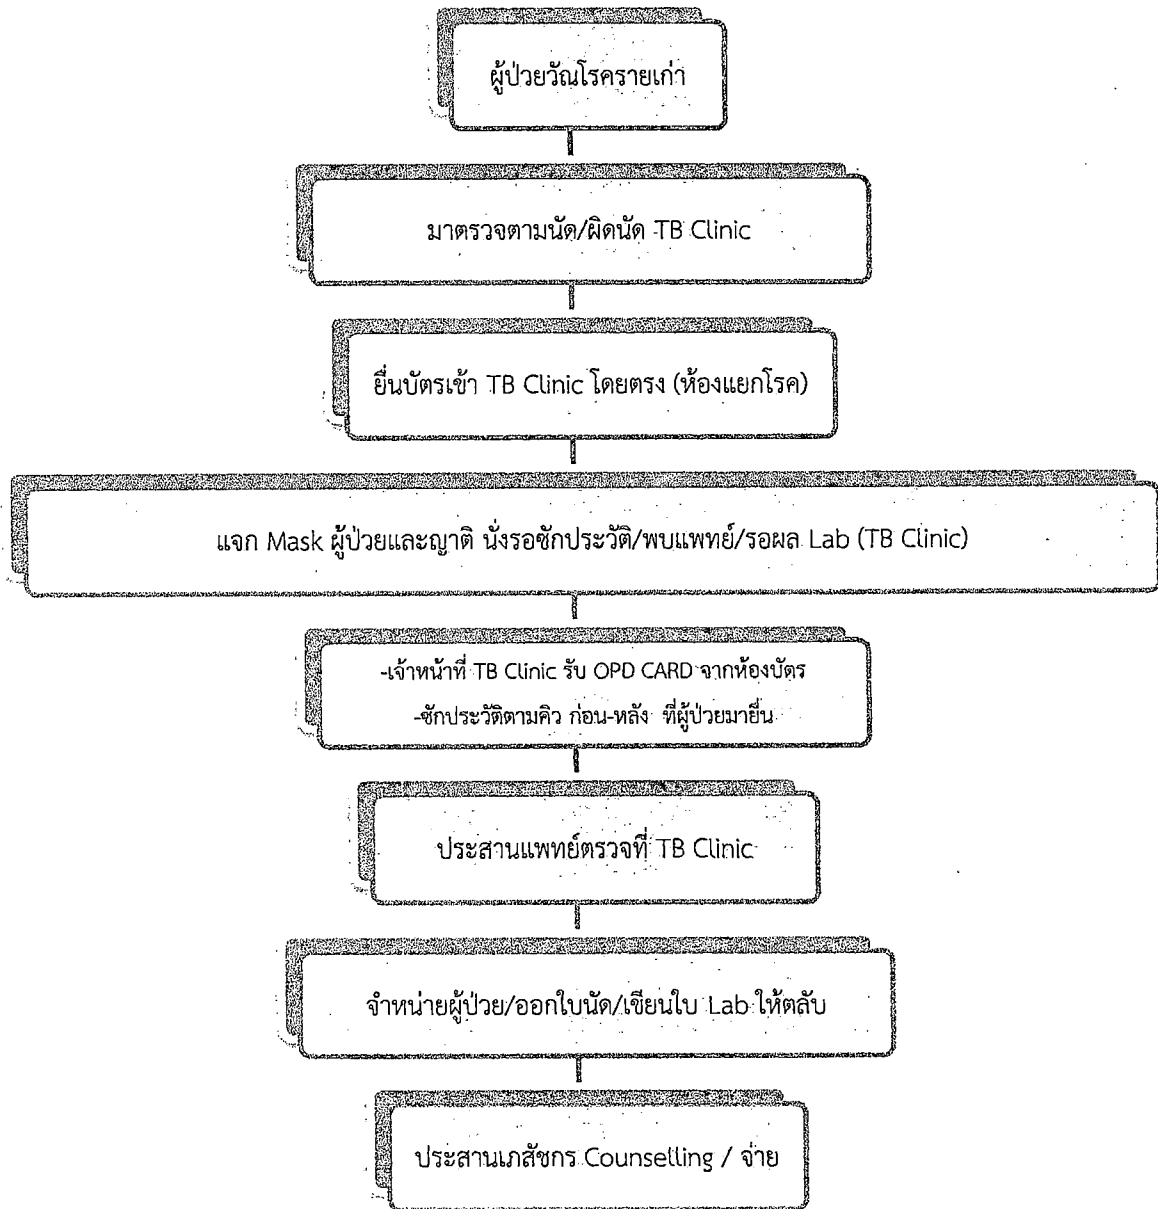 ผู้ป่วยวัณโรครายเก่า
มาตรวจตามนัด/ผิดนัด TB Clinic
ยื่นบัตรเข้า TB Clinic โดยตรง (ห้องแยกโรค)
แจก Mask ผู้ป่วยและญาติ นั่งรอซักประวัติ/พบแพทย์/รอผล Lab (TB Clinic)
-เจ้าหน้าที่ TB Clinic รับ OPD CARD จากห้องบัตร
-ซักประวัติตามคิว ก่อน-หลัง ที่ผู้ป่วยมายื่น
ประสานแพทย์ตรวจที่ TB Clinic
จำหน่ายผู้ป่วย/ออกใบนัด/เขียนใบ Lab ให้ตลับ
ประสานเภสัชกร Counselling / จ่าย